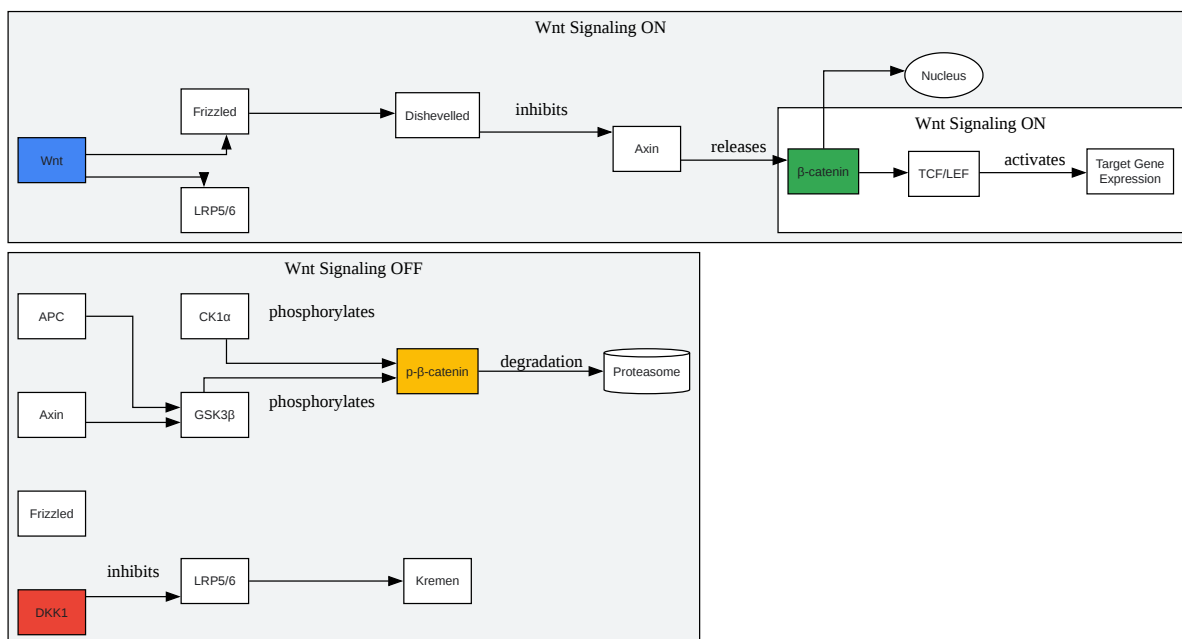 Wnt Signaling ON
Nucleus
Frizzled
Dishevelled
inhibits
Wnt Signaling ON
Wnt
Axin
releases
β-catenin
TCF/LEF
activates
Target Gene
Expression
LRP5/6
Wnt Signaling OFF
APC
CK1α
phosphorylates
p-β-catenin
degradation
Proteasome
Axin
GSK3β
phosphorylates
Frizzled
inhibits
LRP5/6
Kremen
DKK1